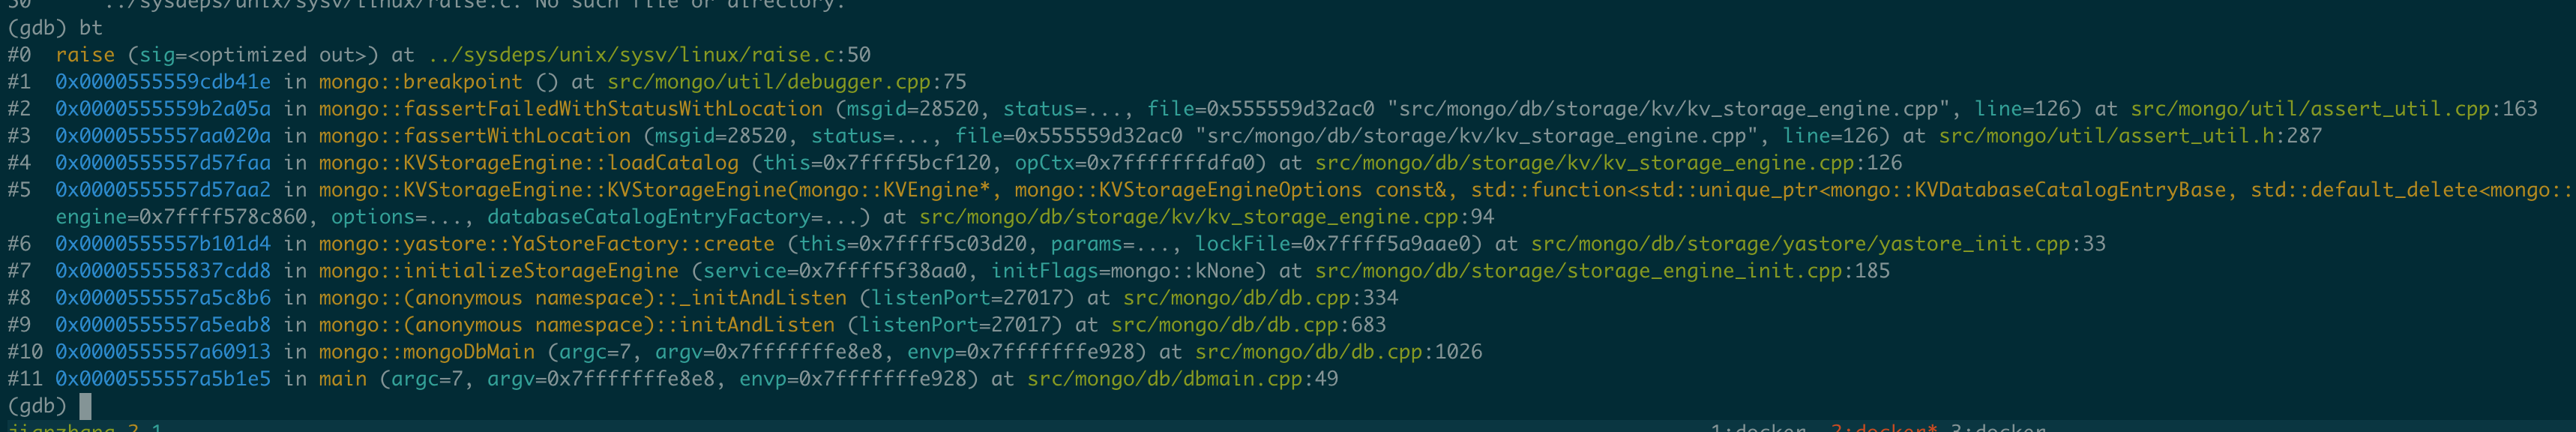 50 ../sysdeps/unix/sysv/linux/raise.c: No such file or directory.
(gdb) bt
#0 raise (sig=<optimized out>) at ../sysdeps/unix/sysv/linux/raise.c:50
#1 0x0000555559cdb41e in mongo::breakpoint () at src/mongo/util/debugger.cpp:75
#2 0x0000555559b2a05a in mongo::fassertFailedWithStatusWithLocation (msgid=28520, status=..., file=0x555559d32ac0 "src/mongo/db/storage/kv/kv_storage_engine.cpp", line=126) at src/mongo/util/assert_util.cpp:163
#3 0x0000555557aa020a in mongo::fassertWithLocation (msgid=28520, status=..., file=0x555559d32ac0 "src/mongo/db/storage/kv/kv_storage_engine.cpp", line=126) at src/mongo/util/assert_util.h:287
#4 0x0000555557d57faa in mongo::KVStorageEngine::loadCatalog (this=0x7ffff5bcf120, opCtx=0x7fffffffdfa0) at src/mongo/db/storage/kv/kv_storage_engine.cpp:126
#5 0x0000555557d57aa2 in mongo::KVStorageEngine::KVStorageEngine(mongo::KVEngine*, mongo::KVStorageEngineOptions const&, std::function<std::unique_ptr<mongo::KVDatabaseCatalogEntryBase, std::default_delete<mongo::
engine=0x7ffff578c860, options=..., databaseCatalogEntryFactory=...) at src/mongo/db/storage/kv/kv_storage_engine.cpp:94
#6 0x0000555557b101d4 in mongo::yastore::YaStoreFactory::create (this=0x7ffff5c03d20, params=..., lockFile=0x7ffff5a9aae0) at src/mongo/db/storage/yastore/yastore_init.cpp:33
#7 0x000055555837cdd8 in mongo::initializeStorageEngine (service=0x7ffff5f38aa0, initFlags=mongo::kNone) at src/mongo/db/storage/storage_engine_init.cpp:185
#8 0x0000555557a5c8b6 in mongo::(anonymous namespace)::_initAndListen (listenPort=27017) at src/mongo/db/db.cpp:334
#9 0x0000555557a5eab8 in mongo::(anonymous namespace)::initAndListen (listenPort=27017) at src/mongo/db/db.cpp:683
#10 0x0000555557a60913 in mongo::mongoDbMain (argc=7, argv=0x7fffffffe8e8, envp=0x7fffffffe928) at src/mongo/db/db.cpp:1026
#11 0x0000555557a5b1e5 in main (argc=7, argv=0x7fffffffe8e8, envp=0x7fffffffe928) at src/mongo/db/dbmain.cpp:49
(gdb)
1:docker 2:docker* 3:docker